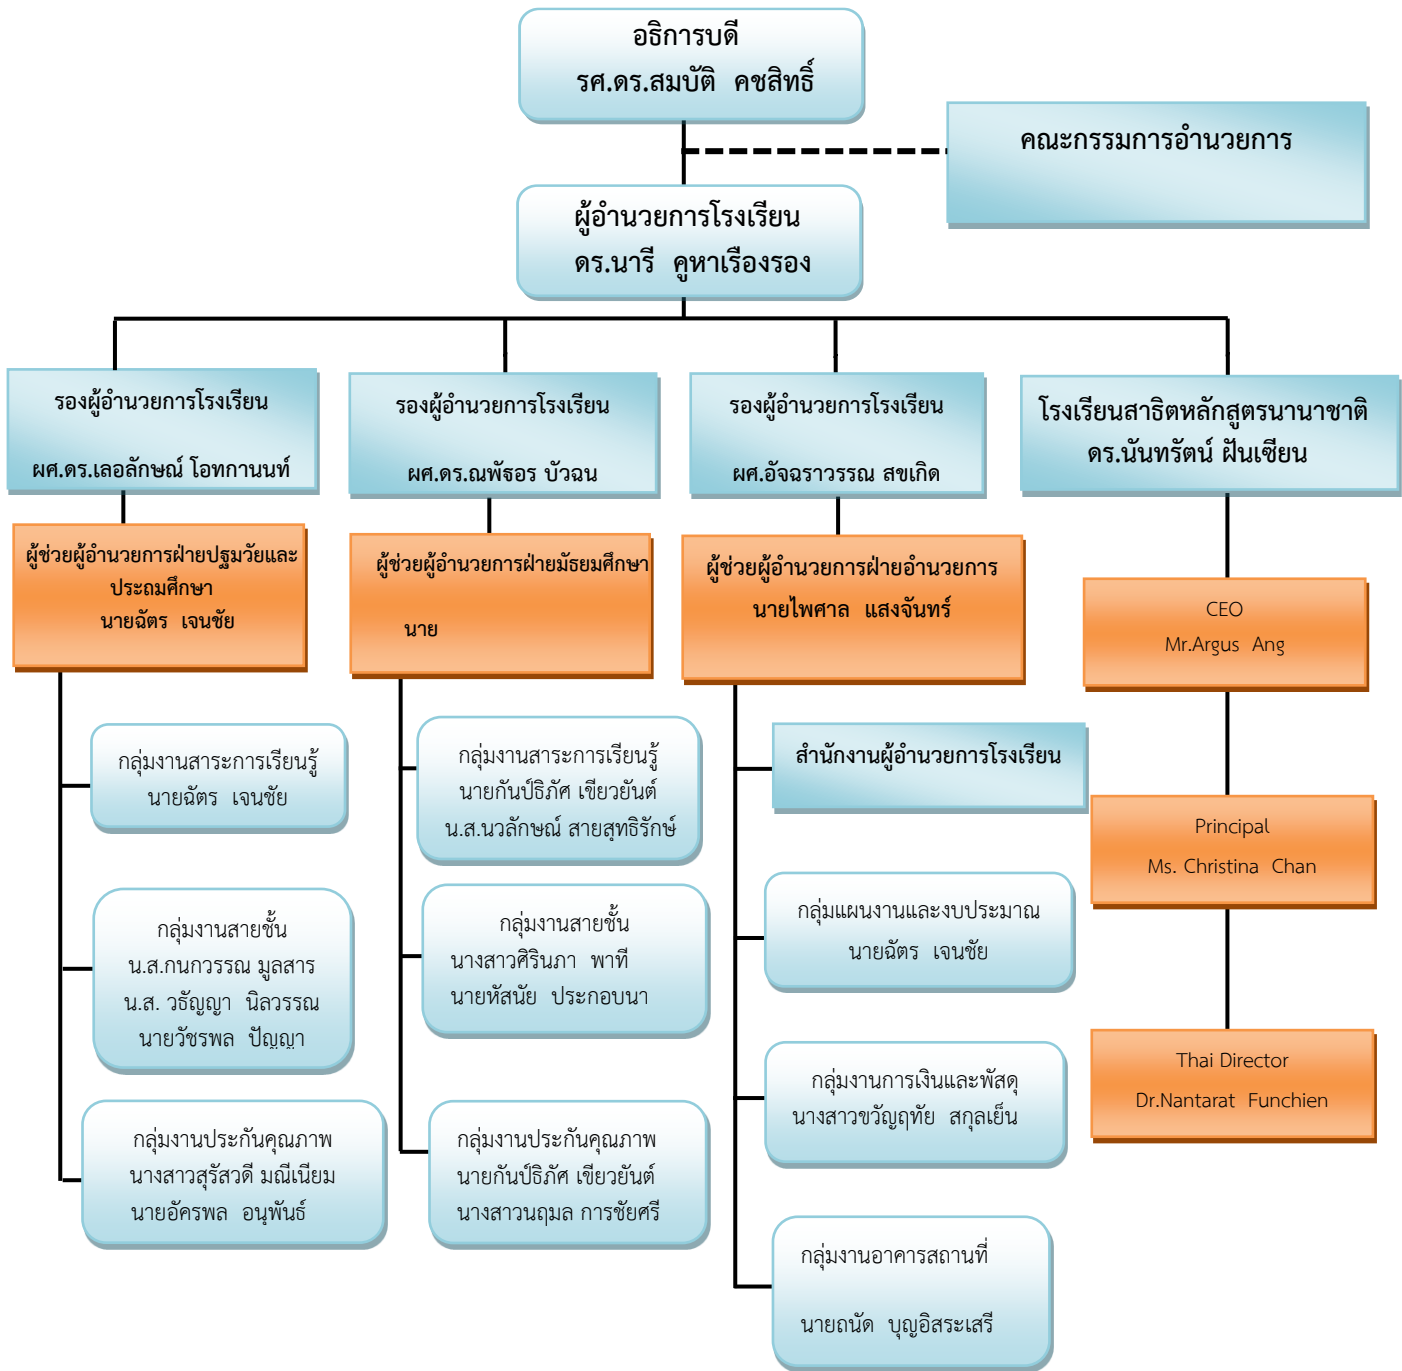 อธิการบดี
รศ.ดร.สมบัติ คชสิทธิ์
คณะกรรมการอำนวยการ
ผู้อำนวยการโรงเรียน
ดร.นารี คูหาเรืองรอง
รองผู้อำนวยการโรงเรียน
ผศ.ดร.เลอลักษณ์ โอทกานนท์
รองผู้อำนวยการโรงเรียน
ผศ.ดร.ณพัชอร บัวฉน
รองผู้อำนวยการโรงเรียน
ผศ.อัจฉราวรรณ สขเกิด
โรงเรียนสาธิตหลักสูตรนานาชาติ
ดร.นันทรัตน์ ฝันเซียน
ผู้ช่วยผู้อำนวยการฝ่ายปฐมวัยและ
ประถมศึกษา
นายฉัตร เจนชัย
ผู้ช่วยผู้อำนวยการฝ่ายมัธยมศึกษา
นาย
ผู้ช่วยผู้อำนวยการฝ่ายอำนวยการ
นายไพศาล แสงจันทร์
CEO
Mr.Argus Ang
กลุ่มงานสาระการเรียนรู้
นายฉัตร เจนชัย
กลุ่มงานสาระการเรียนรู้
นายกันป์ธิภัศ เขียวยันต์
น.ส.นวลักษณ์ สายสุทธิรักษ์
สำนักงานผู้อำนวยการโรงเรียน
Principal
Ms. Christina Chan
กลุ่มงานสายชั้น
น.ส.กนกวรรณ มูลสาร
น.ส. วธัญญา นิลวรรณ
นายวัชรพล ปัญญา
กลุ่มงานสายชั้น
นางสาวศิรินภา พาที
นายหัสนัย ประกอบนา
กลุ่มแผนงานและงบประมาณ
นายฉัตร เจนชัย
Thai Director
Dr.Nantarat Funchien
กลุ่มงานการเงินและพัสดุ
นางสาวขวัญฤทัย สกุลเย็น
กลุ่มงานประกันคุณภาพ
นางสาวสุรัสวดี มณีเนียม
นายอัครพล อนุพันธ์
กลุ่มงานประกันคุณภาพ
นายกันป์ธิภัศ เขียวยันต์
นางสาวนฤมล การชัยศรี
กลุ่มงานอาคารสถานที่
นายถนัด บุญอิสระเสรี